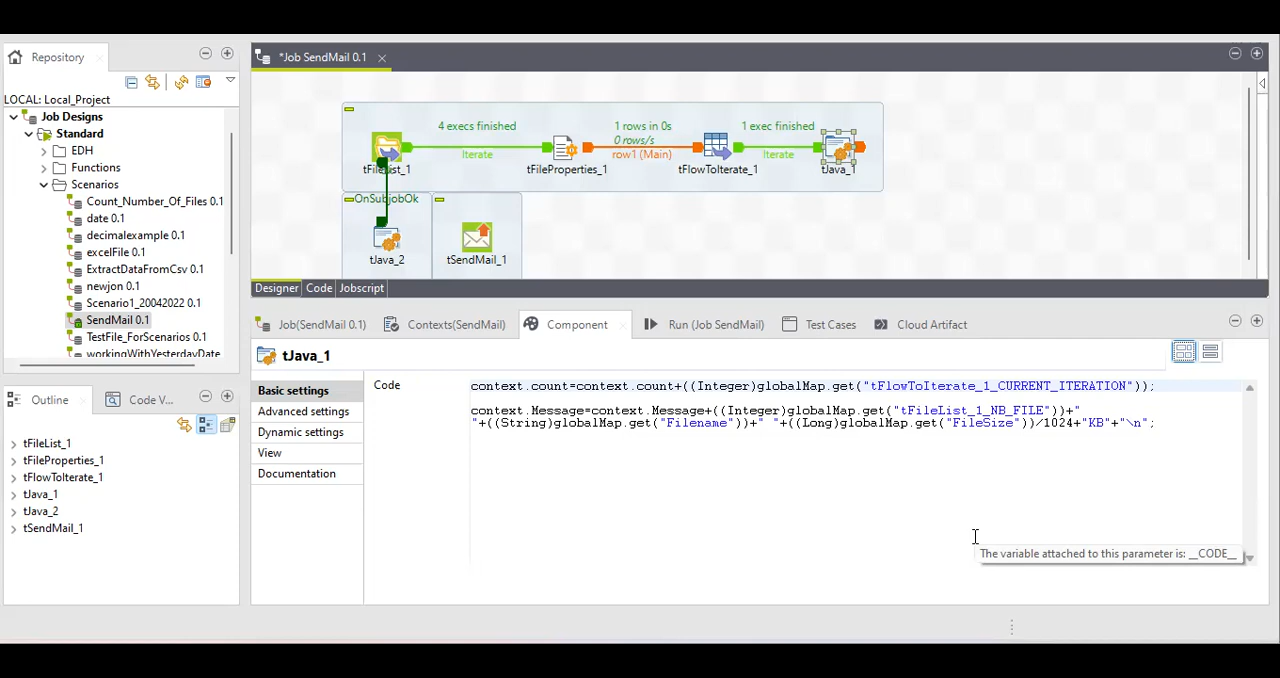 Repository
LOCAL: Local_Project
Job Designs
Standard
EDH
Functions
Scenarios
Count_Number_Of_Files 0.1
date 0.1
decimalexample 0.1
excelFile 0.1
ExtractDataFromCsv 0.1
newjon 0.1
Scenario1_20042022 0.1
SendMail 0.1
TestFile_ForScenarios 0.1
workingWithYesterdayDate
Outline
Code V...
tFileList_1
tFileProperties_1
tFlowToIterate_1
tJava_1
tJava_2
tSendMail_1
*Job SendMail 0.1
4 execs finished
Iterate
1 rows in 0s
0 rows/s
row1 (Main)
1 exec finished
Iterate
tFileList_1
tFileProperties_1
tFlowToIterate_1
tJava_1
OnSubjobOk
tJava_2
tSendMail_1
Designer Code Jobscript
Job(SendMail 0.1) Contexts(SendMail) Component Run (Job SendMail) Test Cases Cloud Artifact
tJava_1
Basic settings
Advanced settings
Dynamic settings
View
Documentation
Code
context.count=context.count+((Integer)globalMap.get("tFlowToIterate_1_CURRENT_ITERATION"));
context.Message=context.Message+((Integer)globalMap.get("tFileList_1_NB_FILE"))+"
"+((String)globalMap.get("Filename"))+" "+((Long)globalMap.get("FileSize"))/1024+"KB"+"\n";
The variable attached to this parameter is: __CODE__